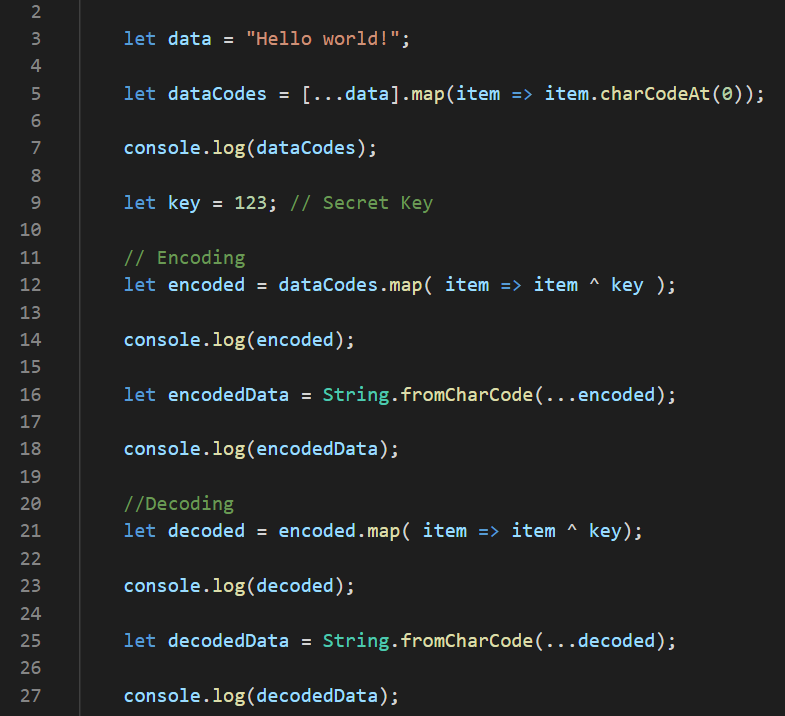 2
3 let data = "Hello world!";
4
5 let dataCodes = [...data].map(item => item.charCodeAt(0));
6
7 console.log(dataCodes);
8
9 let key = 123; // Secret Key
10
11 // Encoding
12 let encoded = dataCodes.map( item => item ^ key );
13
14 console.log(encoded);
15
16 let encodedData = String.fromCharCode(...encoded);
17
18 console.log(encodedData);
19
20 //Decoding
21 let decoded = encoded.map( item => item ^ key);
22
23 console.log(decoded);
24
25 let decodedData = String.fromCharCode(...decoded);
26
27 console.log(decodedData);